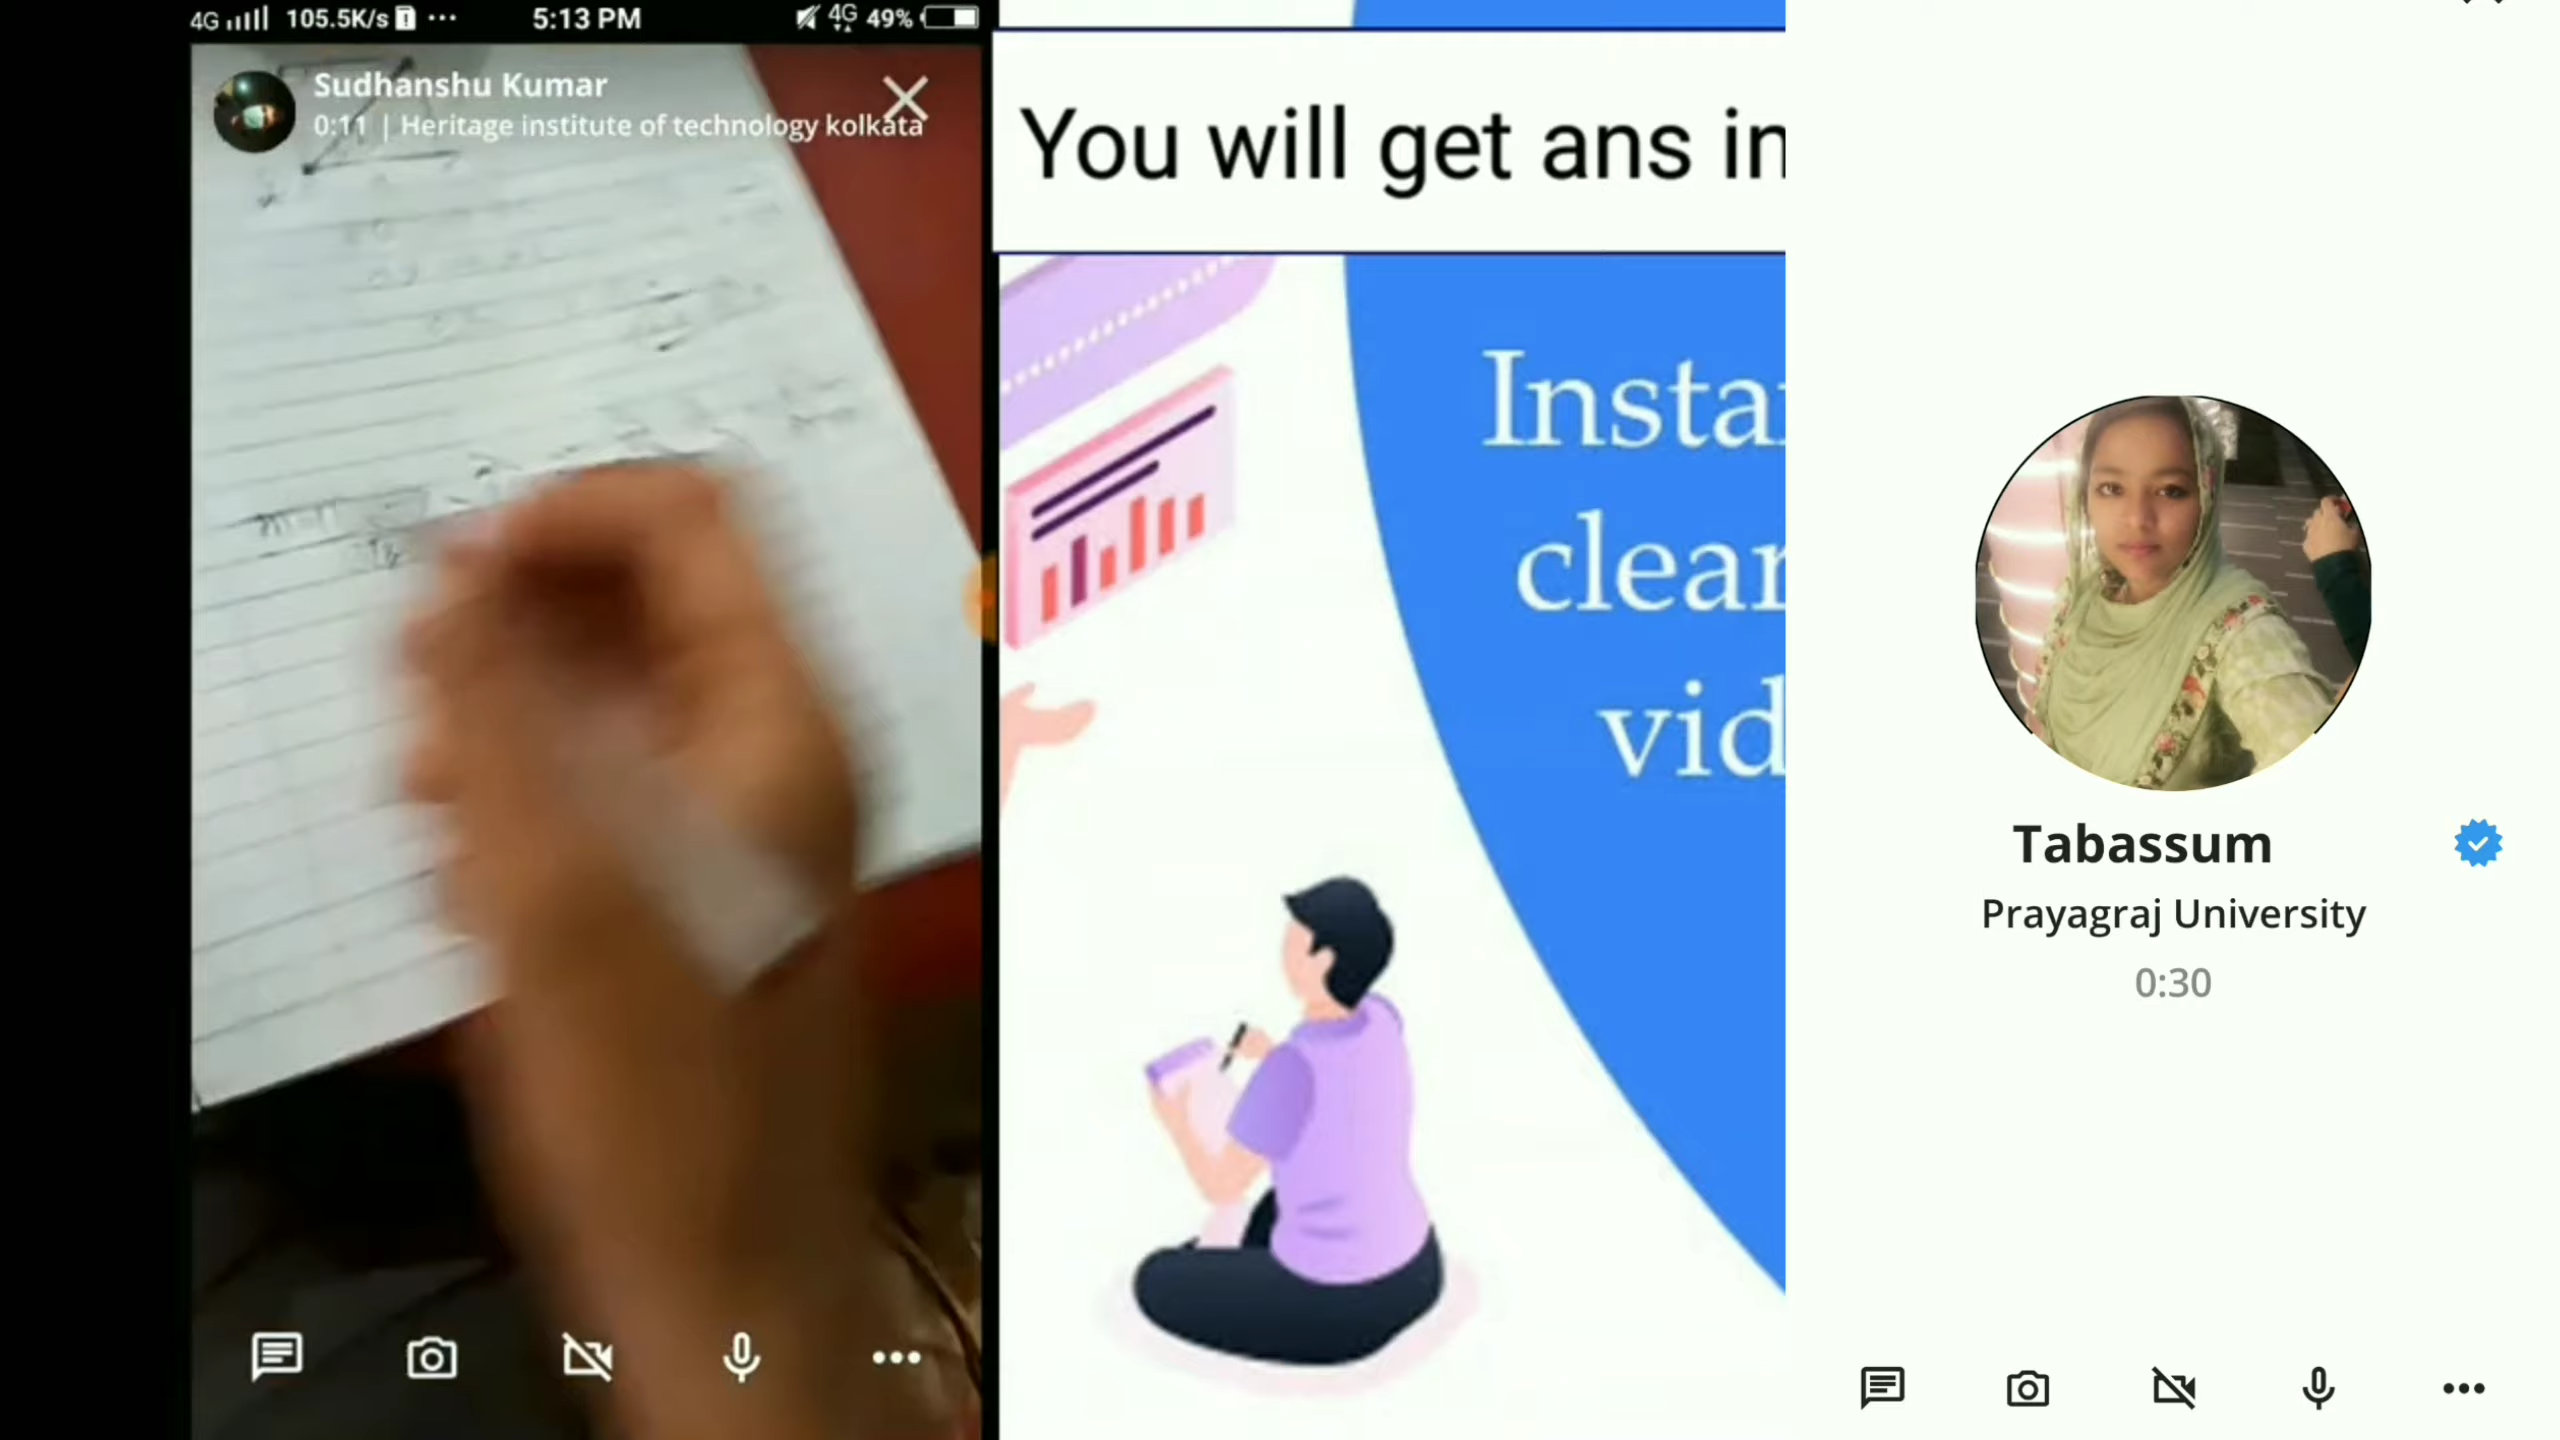 4G 105.5K/s ... 5:13 PM 4G 49%
Sudhanshu Kumar
0:11 | Heritage institute of technology kolkata
You will get ans in
Insta
clear
vid
Tabassum
Prayagraj University
0:30